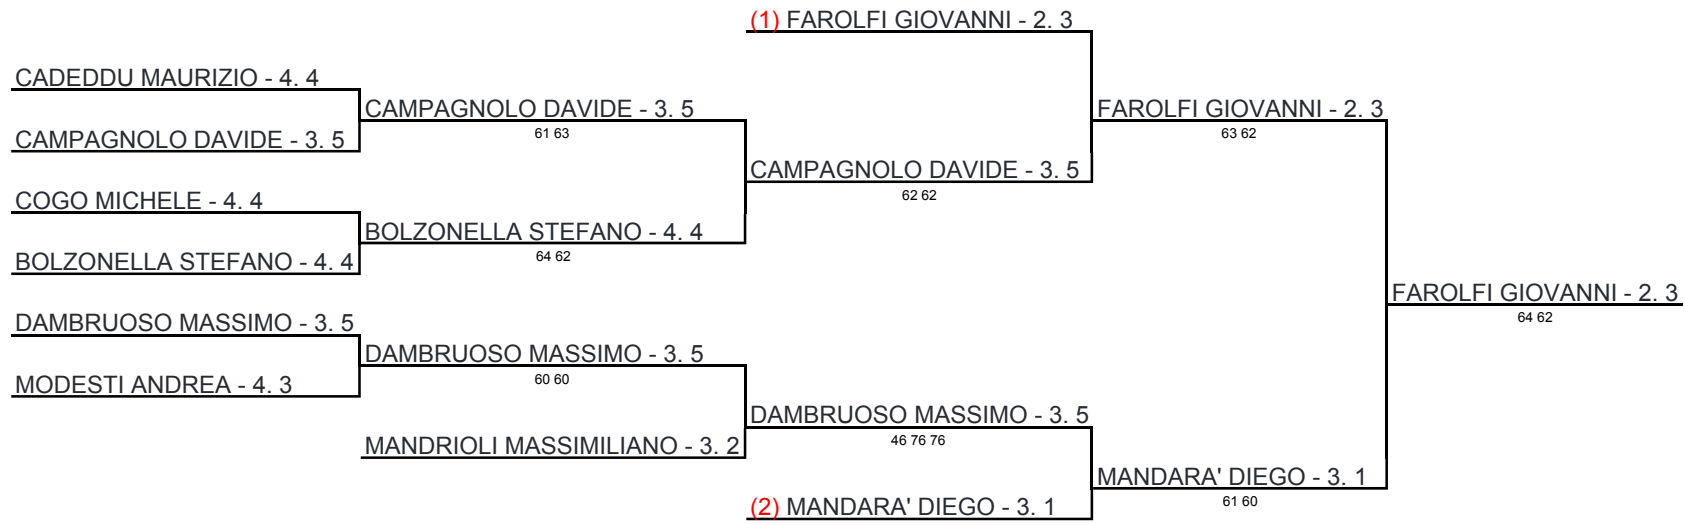 (1) FAROLFI GIOVANNI - 2. 3
CADEDDU MAURIZIO - 4. 4
CAMPAGNOLO DAVIDE - 3. 5
FAROLFI GIOVANNI - 2. 3
61 63
63 62
CAMPAGNOLO DAVIDE - 3. 5
CAMPAGNOLO DAVIDE - 3. 5
62 62
COGO MICHELE - 4. 4
BOLZONELLA STEFANO - 4. 4
64 62
BOLZONELLA STEFANO - 4. 4
FAROLFI GIOVANNI - 2. 3
64 62
DAMBRUOSO MASSIMO - 3. 5
DAMBRUOSO MASSIMO - 3. 5
60 60
MODESTI ANDREA - 4. 3
DAMBRUOSO MASSIMO - 3. 5
46 76 76
MANDRIOLI MASSIMILIANO - 3. 2
MANDARA' DIEGO - 3. 1
61 60
(2) MANDARA' DIEGO - 3. 1